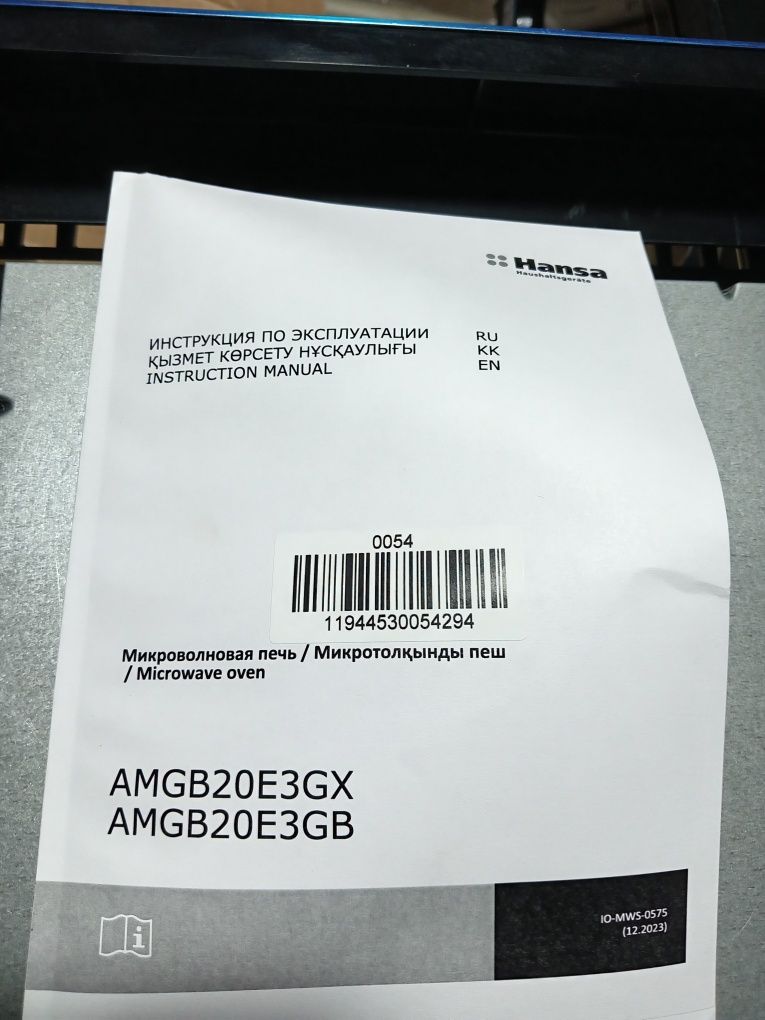 Hansa
Haushaltsgeräte
ИНСТРУКЦИЯ ПО ЭКСПЛУАТАЦИИ RU
ҚЫЗМЕТ КӨРСЕТУ НҰСҚАУЛЫҒЫ KK
INSTRUCTION MANUAL EN
0054
11944530054294
Микроволновая печь / Микротолқынды пеш
/ Microwave oven
AMGB20E3GX
AMGB20E3GB
i
IO-MWS-0575
(12.2023)